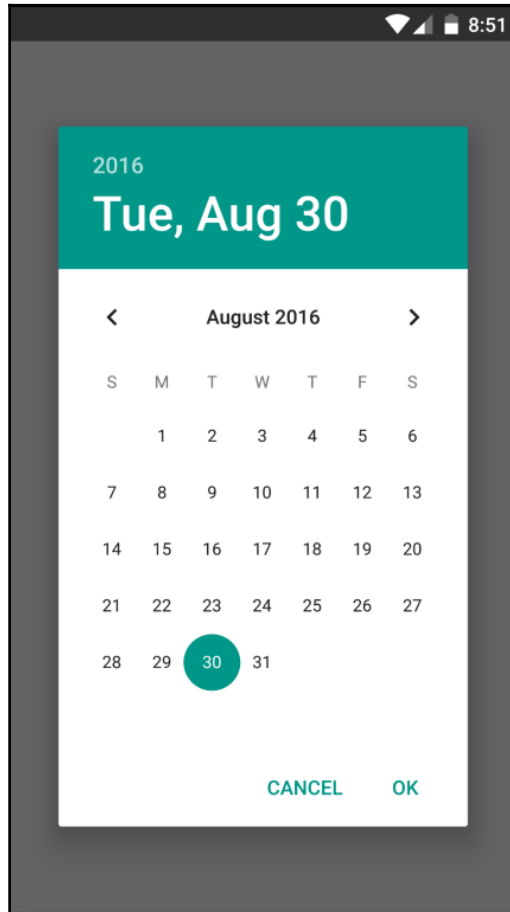 8:51
2016
Tue, Aug 30
August 2016
S M T W T F S
1 2 3 4 5 6
7 8 9 10 11 12 13
14 15 16 17 18 19 20
21 22 23 24 25 26 27
28 29 30 31
CANCEL OK